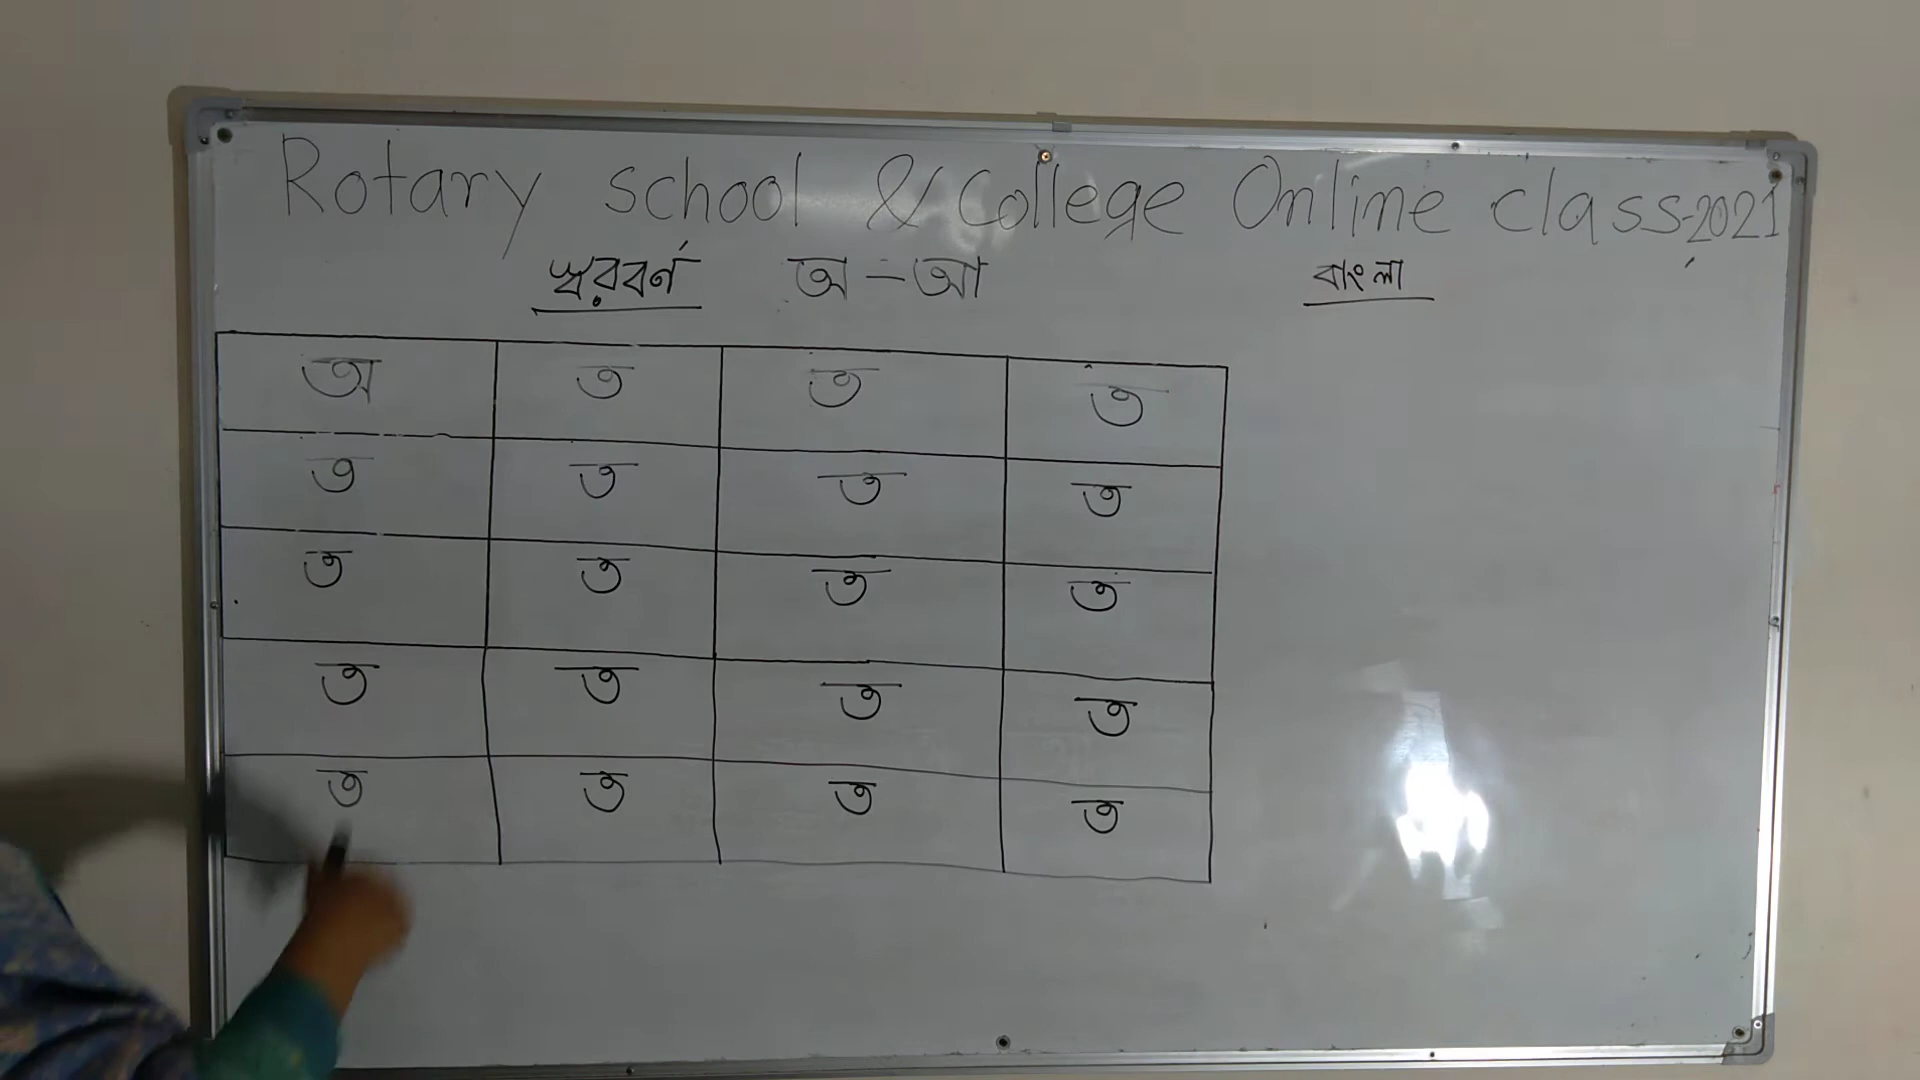 Rotary school & College Online class-2021
স্বরবর্ণ অ - আ বাংলা
অ ত ত ত
ত ত ত ত
ত ত ত ত
ত ত ত ত
ত ত ত ত